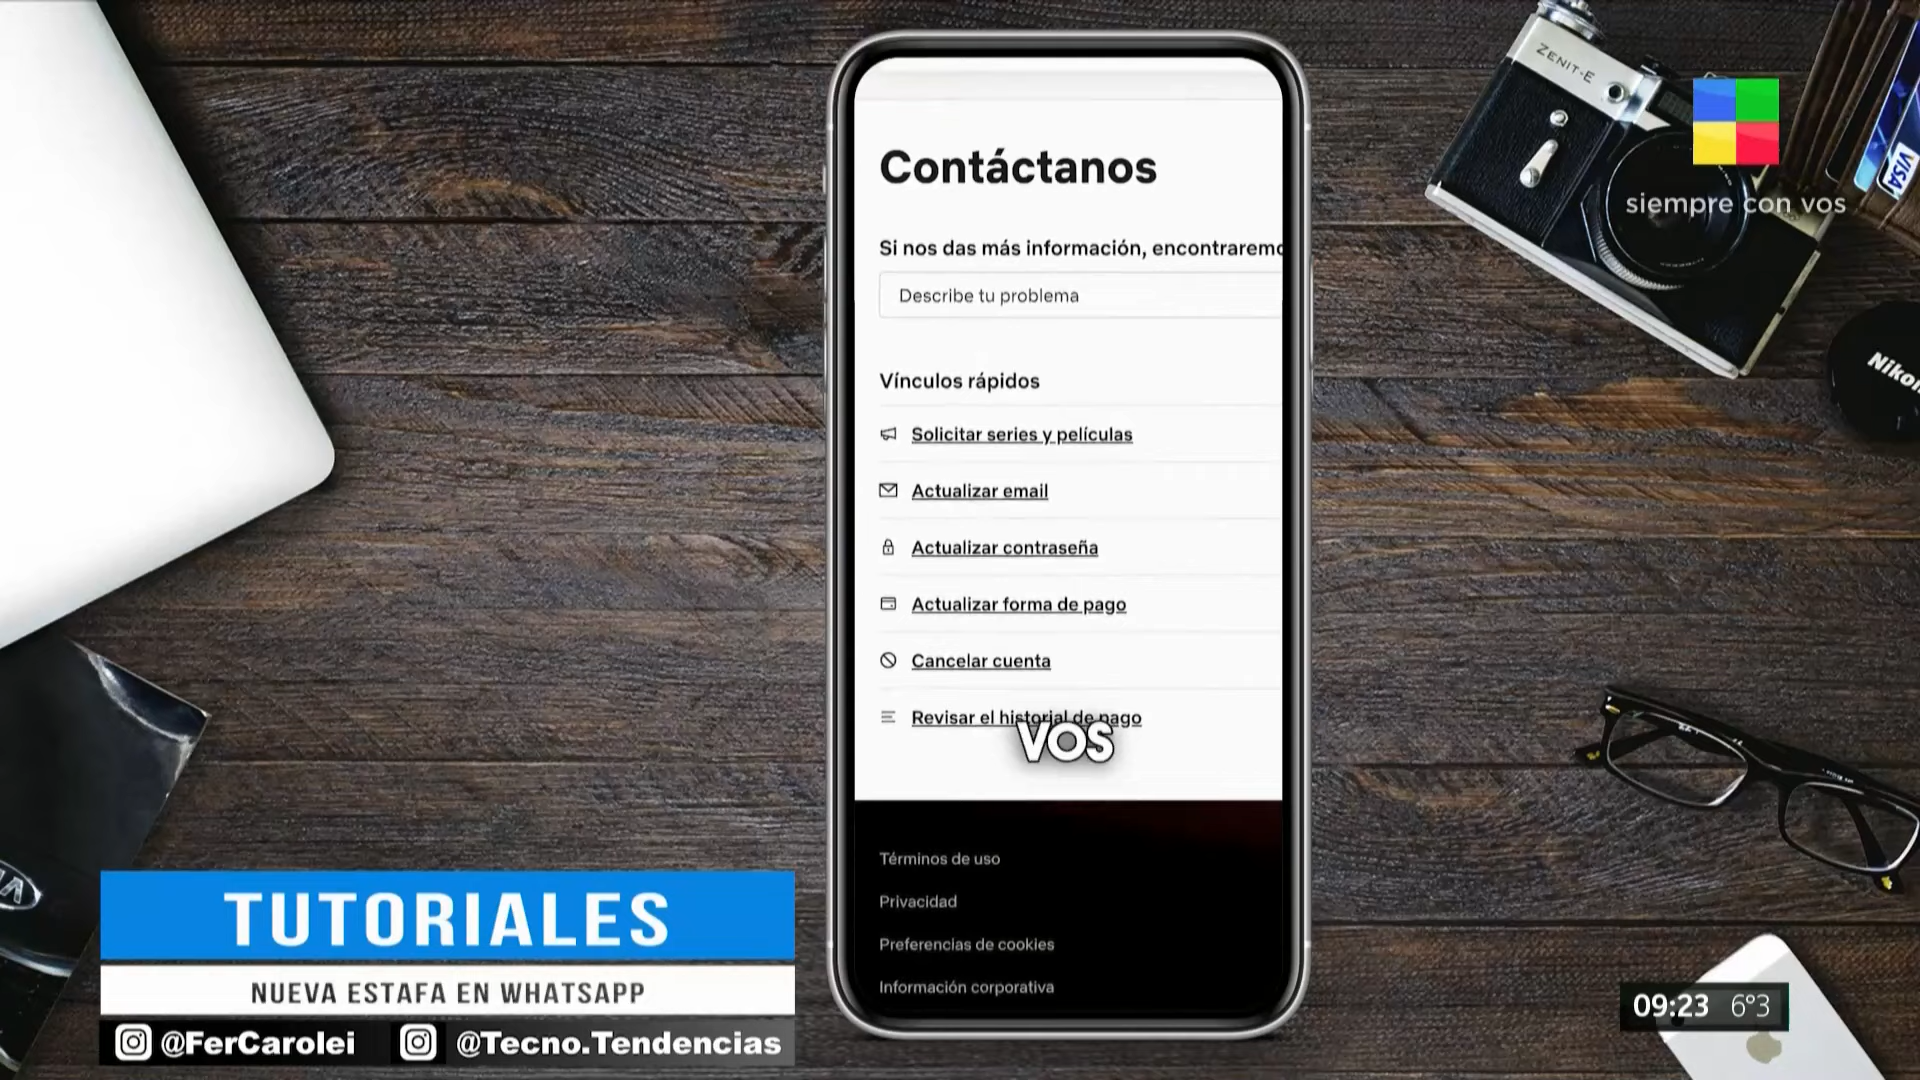 ZENIT-E
VISA
siempre con vos
Contáctanos
Si nos das más información, encontraremo
Describe tu problema
Nikon
Vínculos rápidos
Solicitar series y películas
Actualizar email
Actualizar contraseña
Actualizar forma de pago
Cancelar cuenta
Revisar el historial de pago
VOS
Términos de uso
Privacidad
Preferencias de cookies
Información corporativa
TUTORIALES
NUEVA ESTAFA EN WHATSAPP
@FerCarolei @Tecno.Tendencias
09:23 6°3